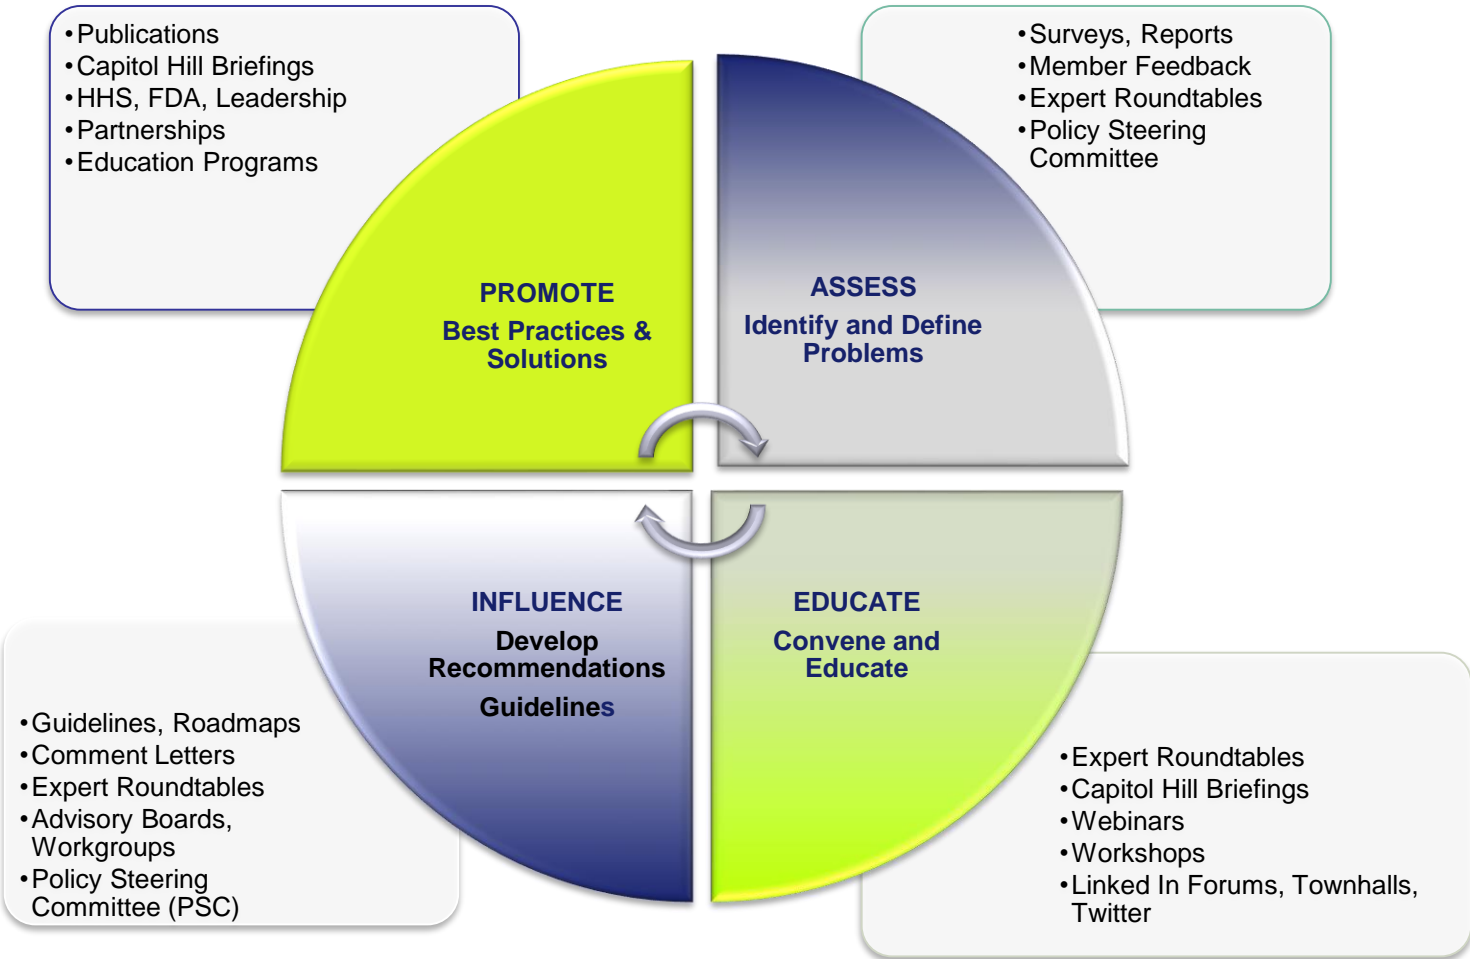 •Publications
•Capitol Hill Briefings
•HHS, FDA, Leadership
•Partnerships
•Education Programs
•Surveys, Reports
•Member Feedback
•Expert Roundtables
•Policy Steering
Committee
PROMOTE
Best Practices &
Solutions
ASSESS
Identify and Define
Problems
INFLUENCE
Develop
Recommendations
Guidelines
EDUCATE
Convene and
Educate
•Guidelines, Roadmaps
•Comment Letters
•Expert Roundtables
•Advisory Boards,
Workgroups
•Policy Steering
Committee (PSC)
•Expert Roundtables
•Capitol Hill Briefings
•Webinars
•Workshops
•Linked In Forums, Townhalls,
Twitter